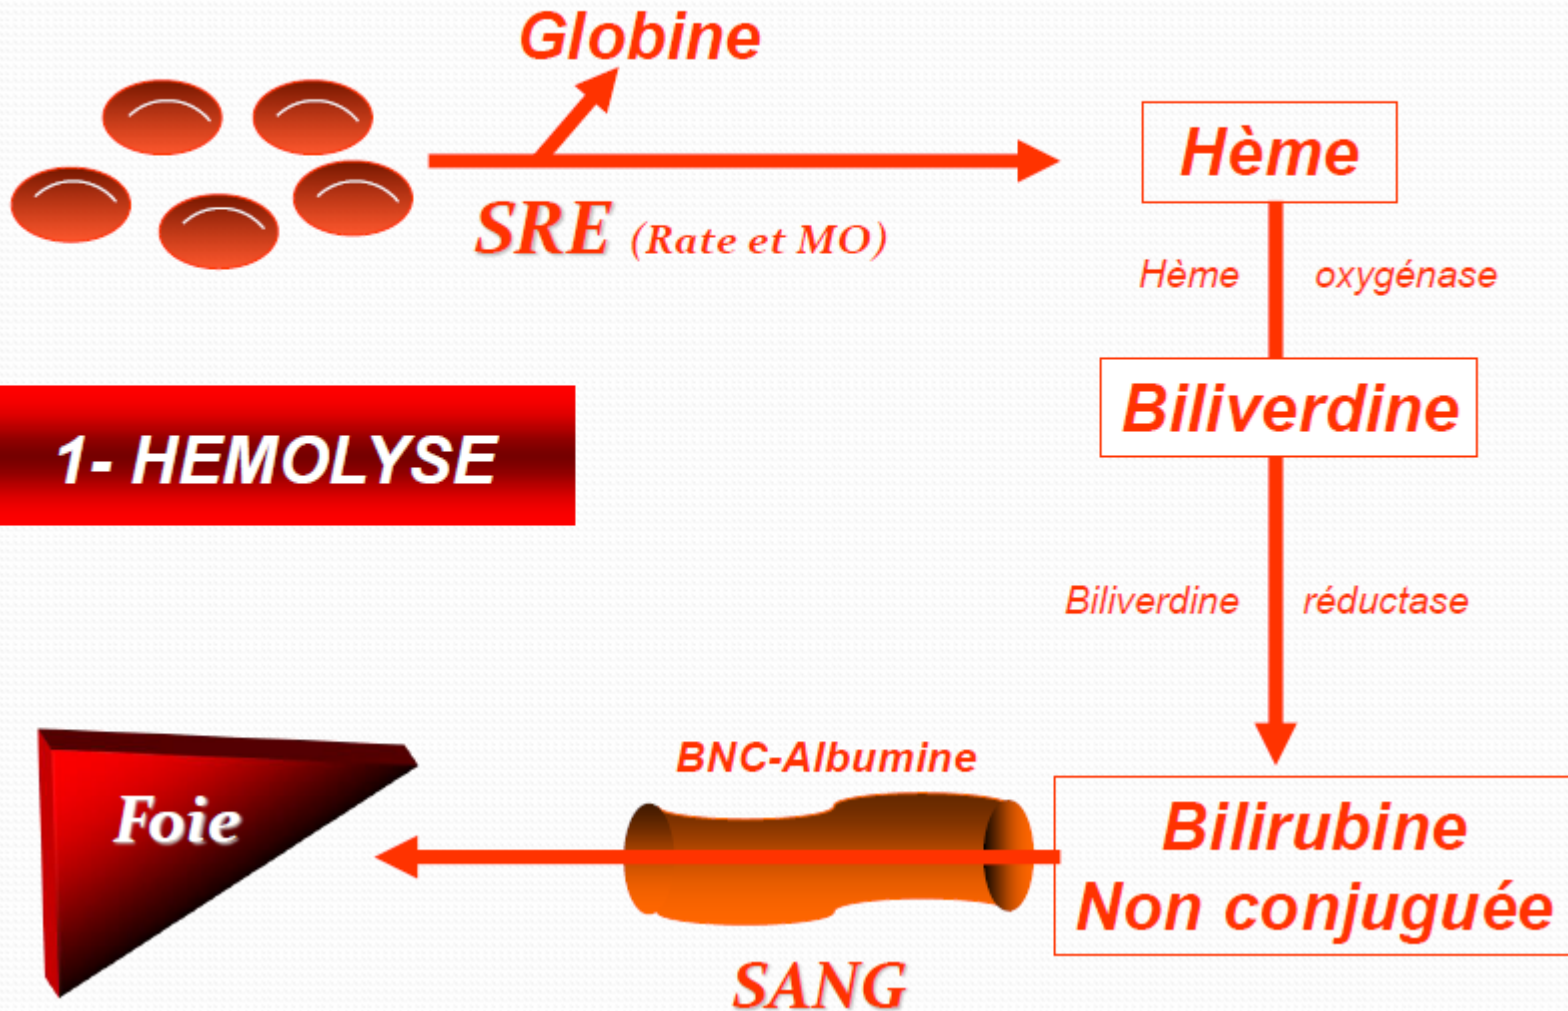 Globine
Hème
SRE (Rate et MO)
Hème oxygénase
Biliverdine
1- HEMOLYSE
Biliverdine réductase
BNC-Albumine
Foie
Bilirubine
Non conjuguée
SANG